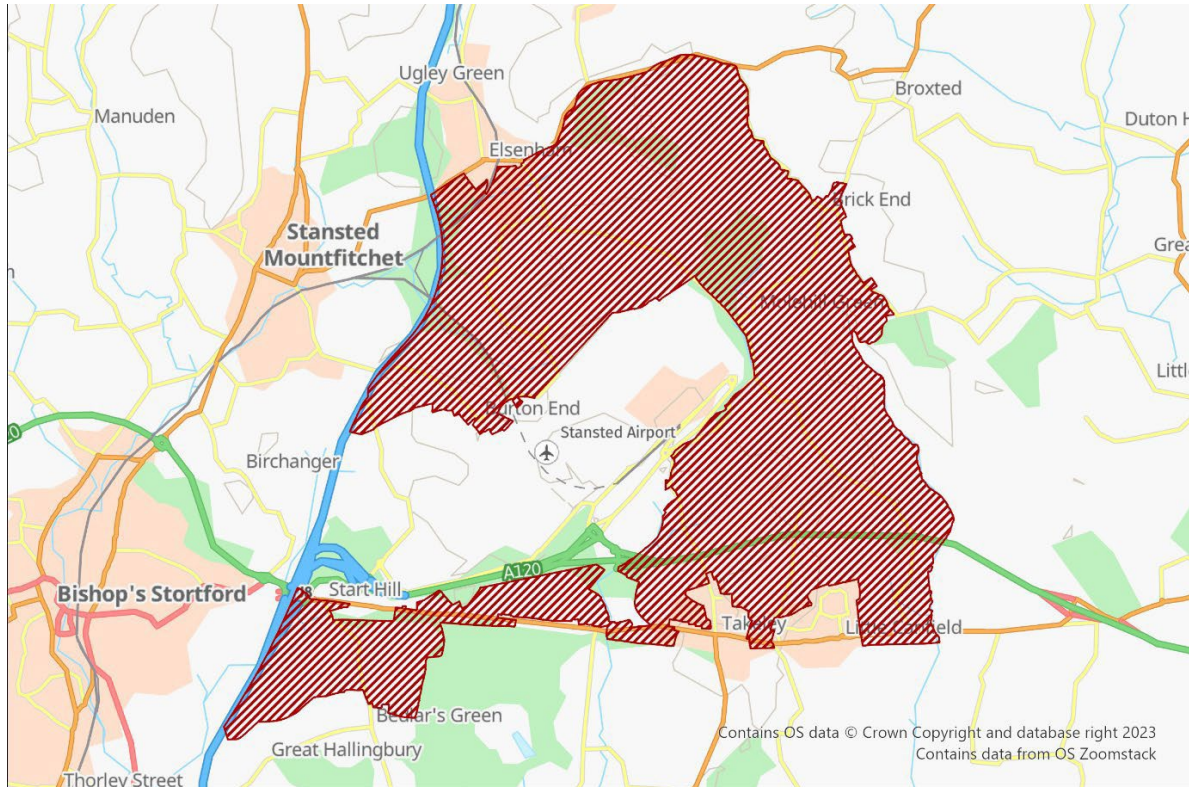 Ugley Green
Manuden
Broxted
Duton H
Elsenham
Brick End
Stansted
Mountfitchet
Grea
Molehill Green
Little
Burton End
Stansted Airport
Birchanger
A120
Bishop's Stortford
8
Start Hill
Takeley
Little Canfield
Bedlar's Green
Great Hallingbury
Thorley Street
Contains OS data © Crown Copyright and database right 2023
Contains data from OS Zoomstack